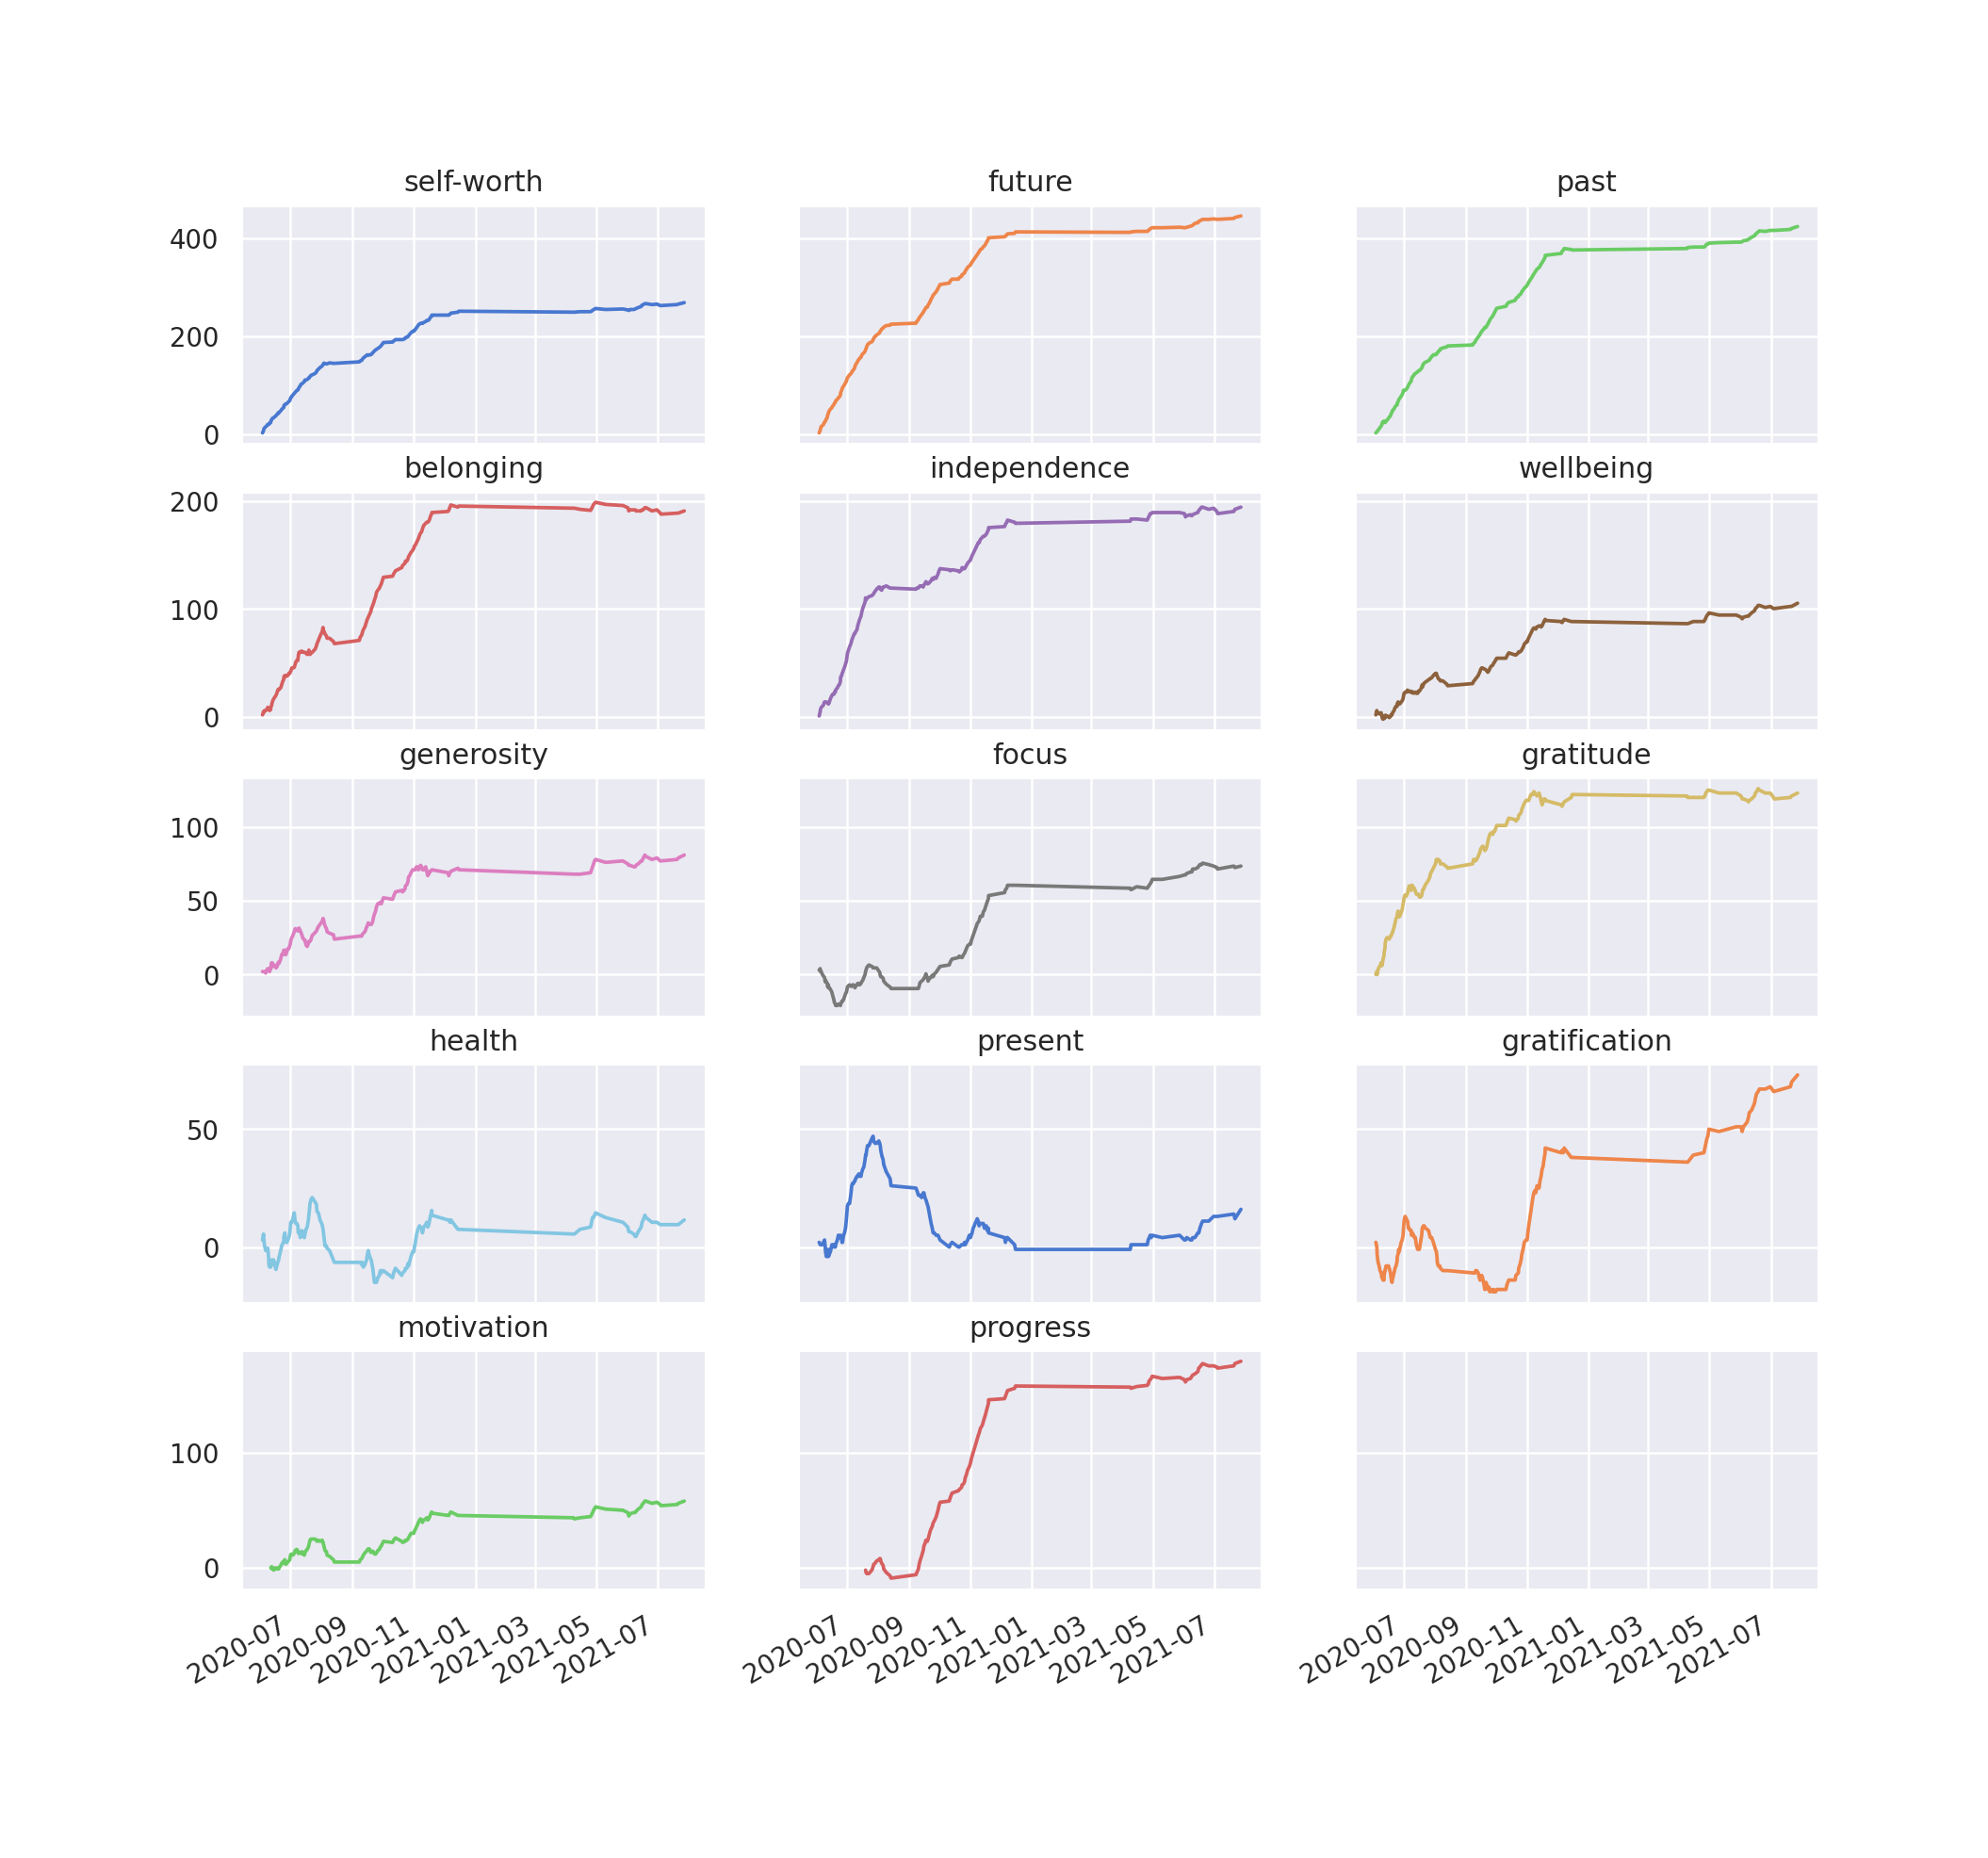 self-worth future past
400
200
0
belonging independence wellbeing
200
100
0
generosity focus gratitude
100
50
0
health present gratification
50
0
motivation progress
100
0
2020-07 2020-09 2020-11 2021-01 2021-03 2021-05 2021-07 2020-07 2020-09 2020-11 2021-01 2021-03 2021-05 2021-07 2020-07 2020-09 2020-11 2021-01 2021-03 2021-05 2021-07